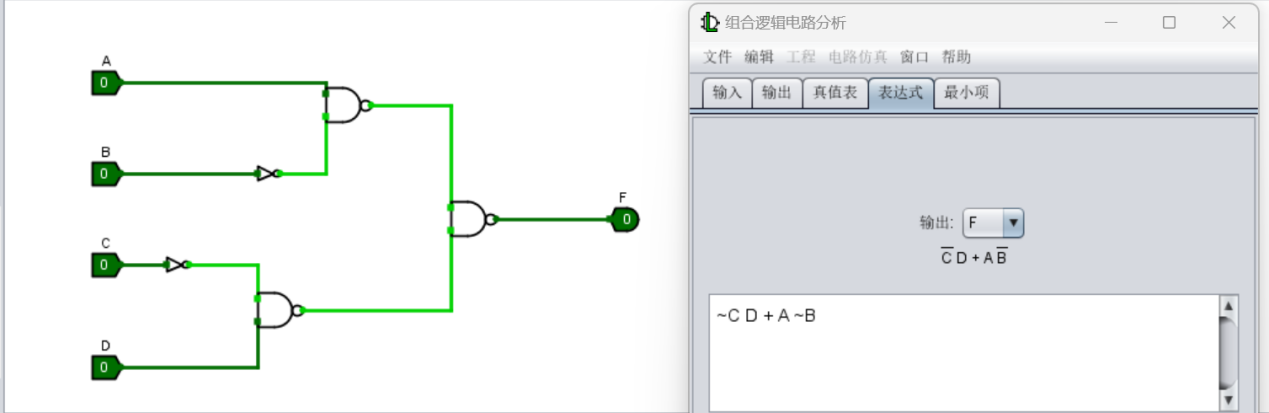 A
0
B
0
C
0
D
0
F
0
组合逻辑电路分析
文件 编辑 工程 电路仿真 窗口 帮助
输入 输出 真值表 表达式 最小项
输出: F
C̅ D + A B̅
~C D + A ~B